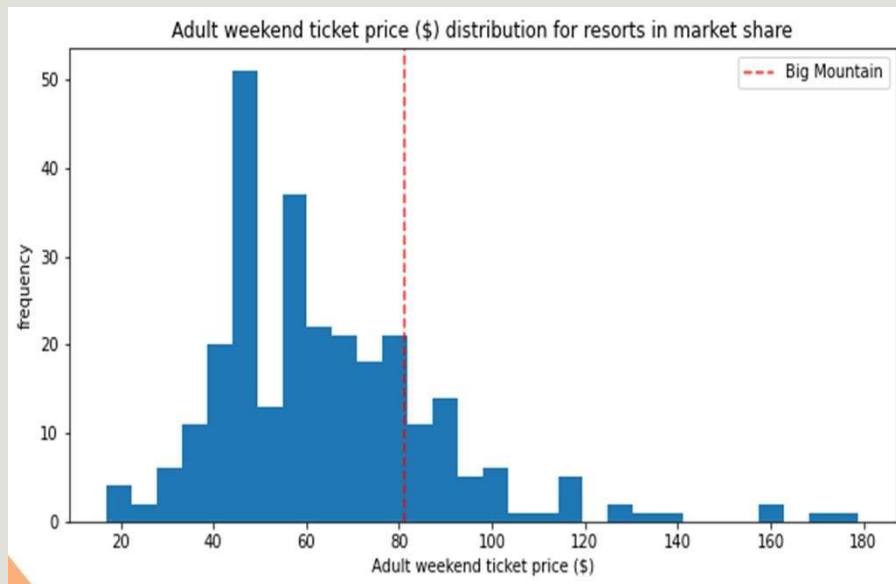 Adult weekend ticket price ($) distribution for resorts in market share
Big Mountain
50
40
30
20
10
0
frequency
20 40 60 80 100 120 140 160 180
Adult weekend ticket price ($)